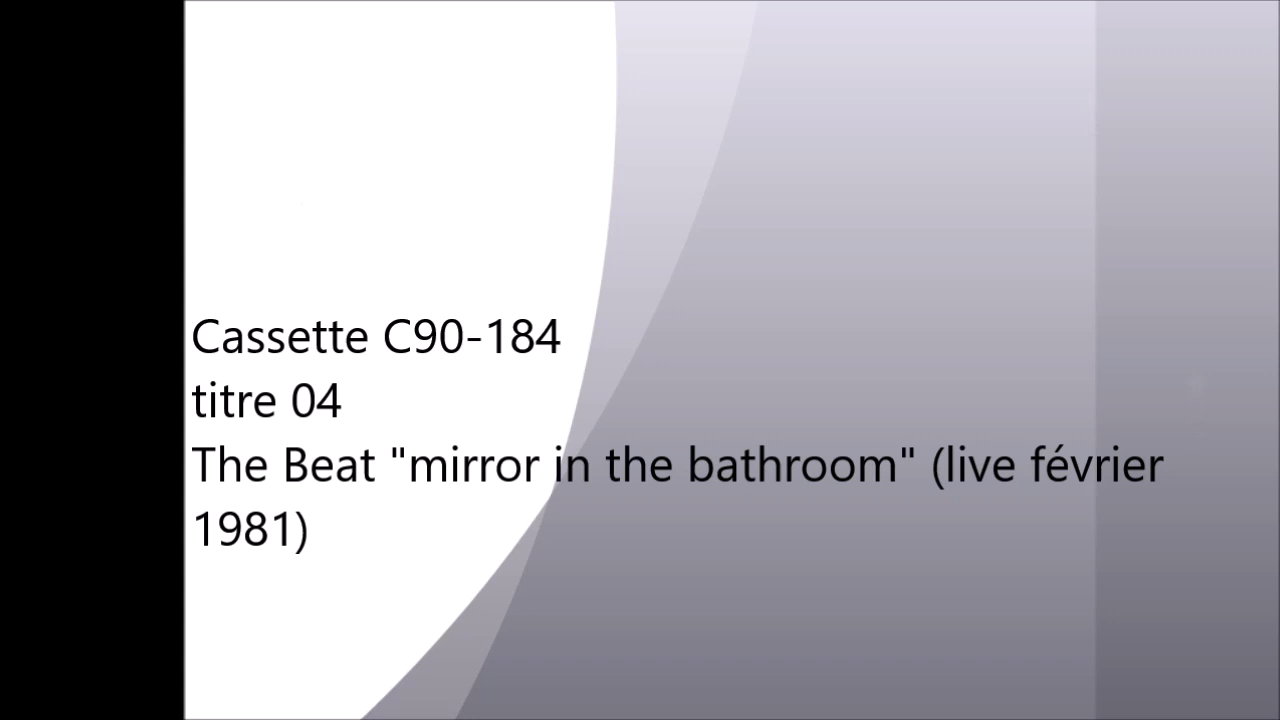 Cassette C90-184
titre 04
The Beat "mirror in the bathroom" (live février
1981)